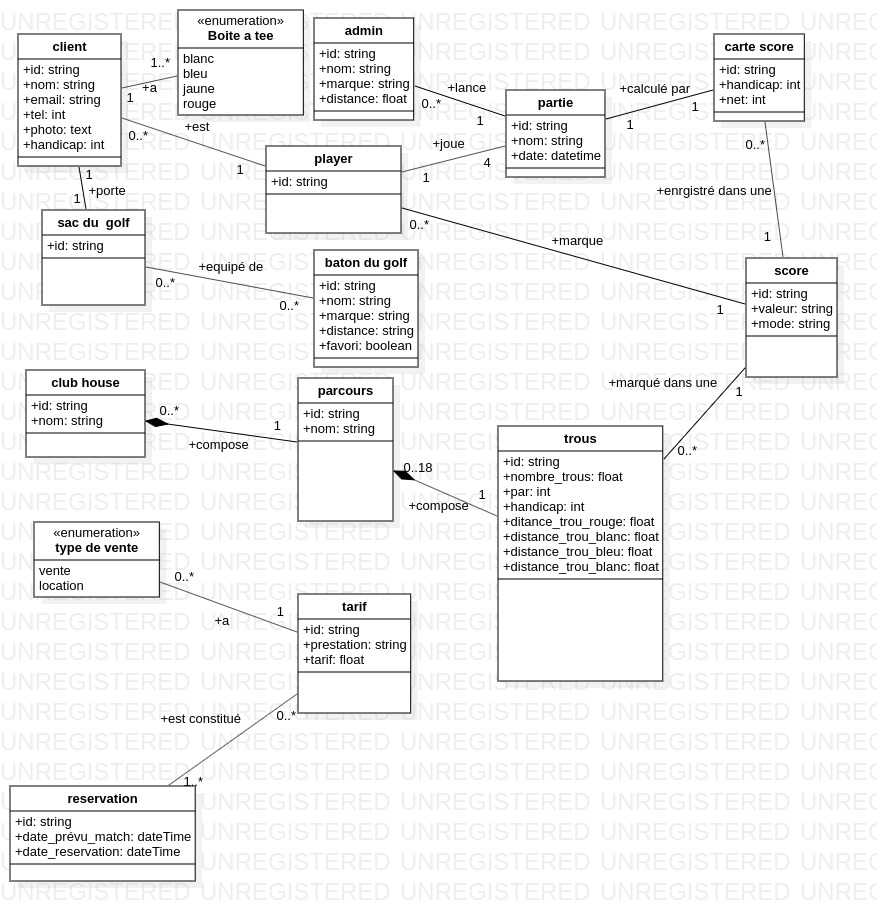 client
+id: string
+nom: string
+email: string
+tel: int
+photo: text
+handicap: int
1..*
+a
1
«enumeration»
Boite a tee
blanc
bleu
jaune
rouge
admin
+id: string
+nom: string
+marque: string
+distance: float
+lance
0..*
1
partie
+id: string
+nom: string
+date: datetime
+calculé par
1
1
carte score
+id: string
+handicap: int
+net: int
0..*
+est
1
player
+id: string
+joue
1
4
0..*
+enrgistré dans une
1
1
+porte
1
sac du golf
+id: string
+equipé de
0..*
0..*
baton du golf
+id: string
+nom: string
+marque: string
+distance: string
+favori: boolean
0..*
+marque
1
score
+id: string
+valeur: string
+mode: string
club house
+id: string
+nom: string
0..*
1
+compose
parcours
+id: string
+nom: string
0..18
1
+compose
+marqué dans une
1
0..*
trous
+id: string
+nombre_trous: float
+par: int
+handicap: int
+ditance_trou_rouge: float
+distance_trou_blanc: float
+distance_trou_bleu: float
+distance_trou_blanc: float
«enumeration»
type de vente
vente
location
0..*
1
+a
tarif
+id: string
+prestation: string
+tarif: float
+est constitué
0..*
1..*
reservation
+id: string
+date_prévu_match: dateTime
+date_reservation: dateTime
UNREGISTERED